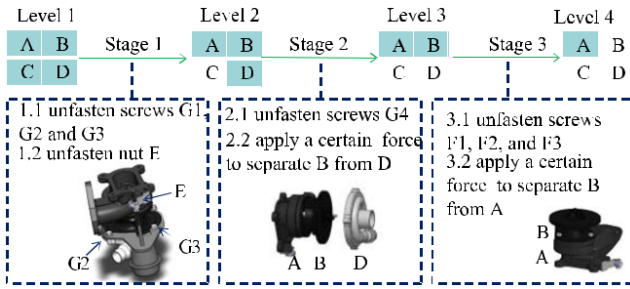 Level 1
Level 2
Level 3
Level 4
A B
Stage 1
A B
Stage 2
A B
Stage 3
A B
C D
C D
C D
C D
1.1 unfasten screws G1,
G2 and G3
1.2 unfasten nut E
E
G3
G2
2.1 unfasten screws G4
2.2 apply a certain force
to separate B from D
A B D
3.1 unfasten screws
F1, F2, and F3
3.2 apply a certain
force to separate B
from A
B
A